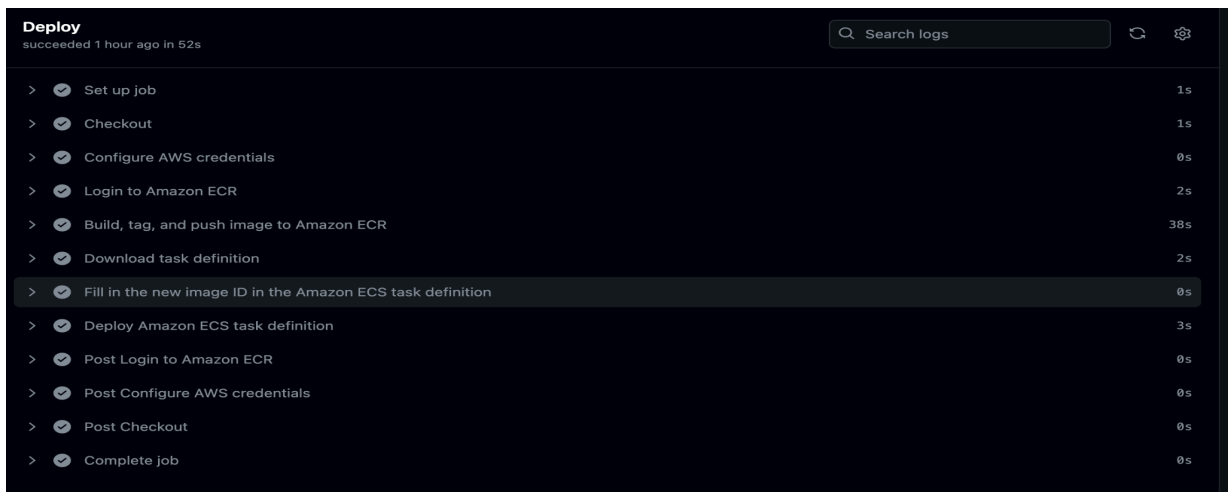 Deploy
succeeded 1 hour ago in 52s
Search logs
Set up job 1s
Checkout 1s
Configure AWS credentials 0s
Login to Amazon ECR 2s
Build, tag, and push image to Amazon ECR 38s
Download task definition 2s
Fill in the new image ID in the Amazon ECS task definition 0s
Deploy Amazon ECS task definition 3s
Post Login to Amazon ECR 0s
Post Configure AWS credentials 0s
Post Checkout 0s
Complete job 0s